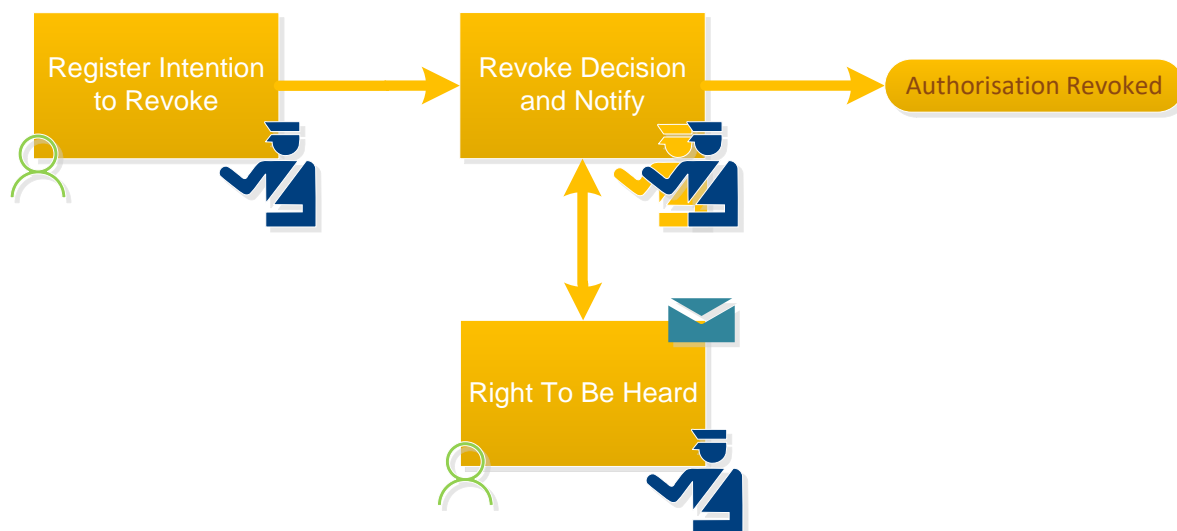 Register Intention
to Revoke
Revoke Decision
and Notify
Authorisation Revoked
Right To Be Heard